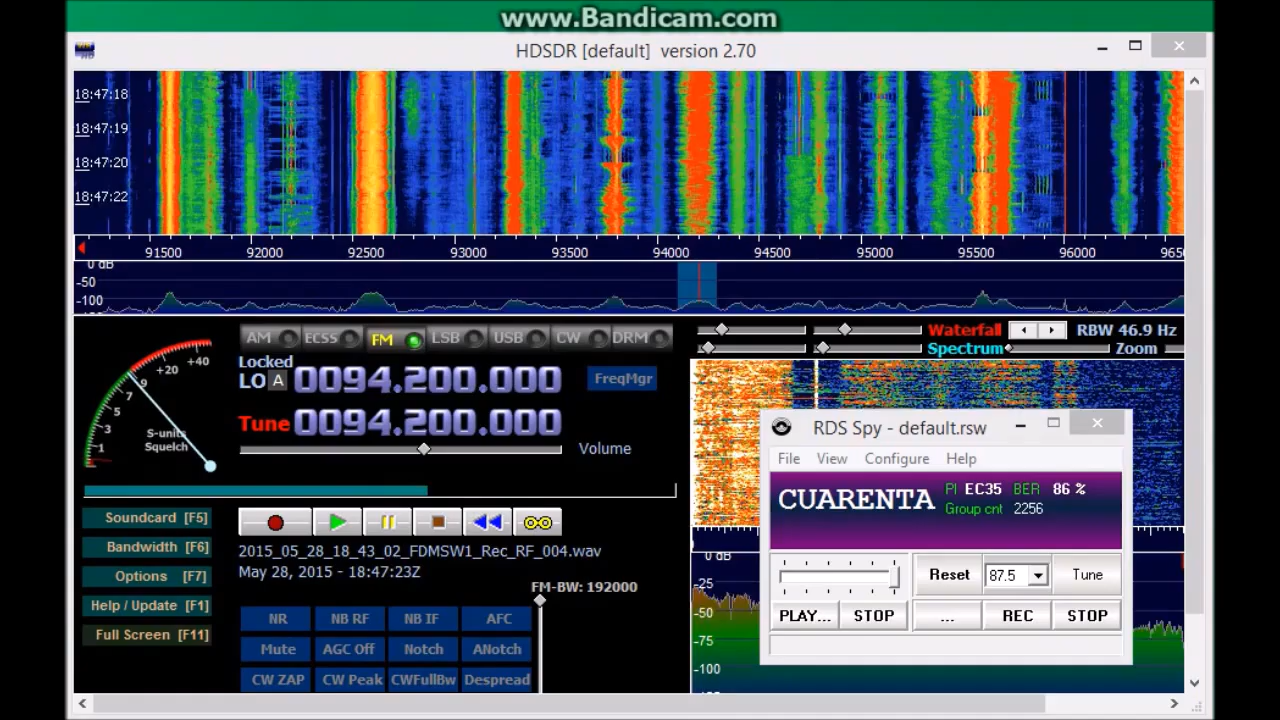 www.Bandicam.com
HDSDR [default] version 2.70
18:47:18
18:47:19
18:47:20
18:47:22
91500 92000 92500 93000 93500 94000 94500 95000 95500 96000 9650
0 dB
-50
-100
AM ECSS FM LSB USB CW DRM
Waterfall RBW 46.9 Hz
Spectrum Zoom
+20 +40
9
7
5
3
1
S-units
Squelch
Locked
LO A 0094.200.000 FreqMgr
Tune 0094.200.000
Volume
Soundcard [F5]
Bandwidth [F6]
Options [F7]
Help / Update [F1]
Full Screen [F11]
2015_05_28_18_43_02_FDMSW1_Rec_RF_004.wav
May 28, 2015 - 18:47:23Z
FM-BW: 192000
NR NB RF NB IF AFC
Mute AGC Off Notch ANotch
CW ZAP CW Peak CWFullBw Despread
0 dB
-25
-50
-75
-100
RDS Spy - default.rsw
File View Configure Help
CUARENTA PI EC35 BER 86 %
Group cnt 2256
Reset 87.5 Tune
PLAY... STOP ... REC STOP